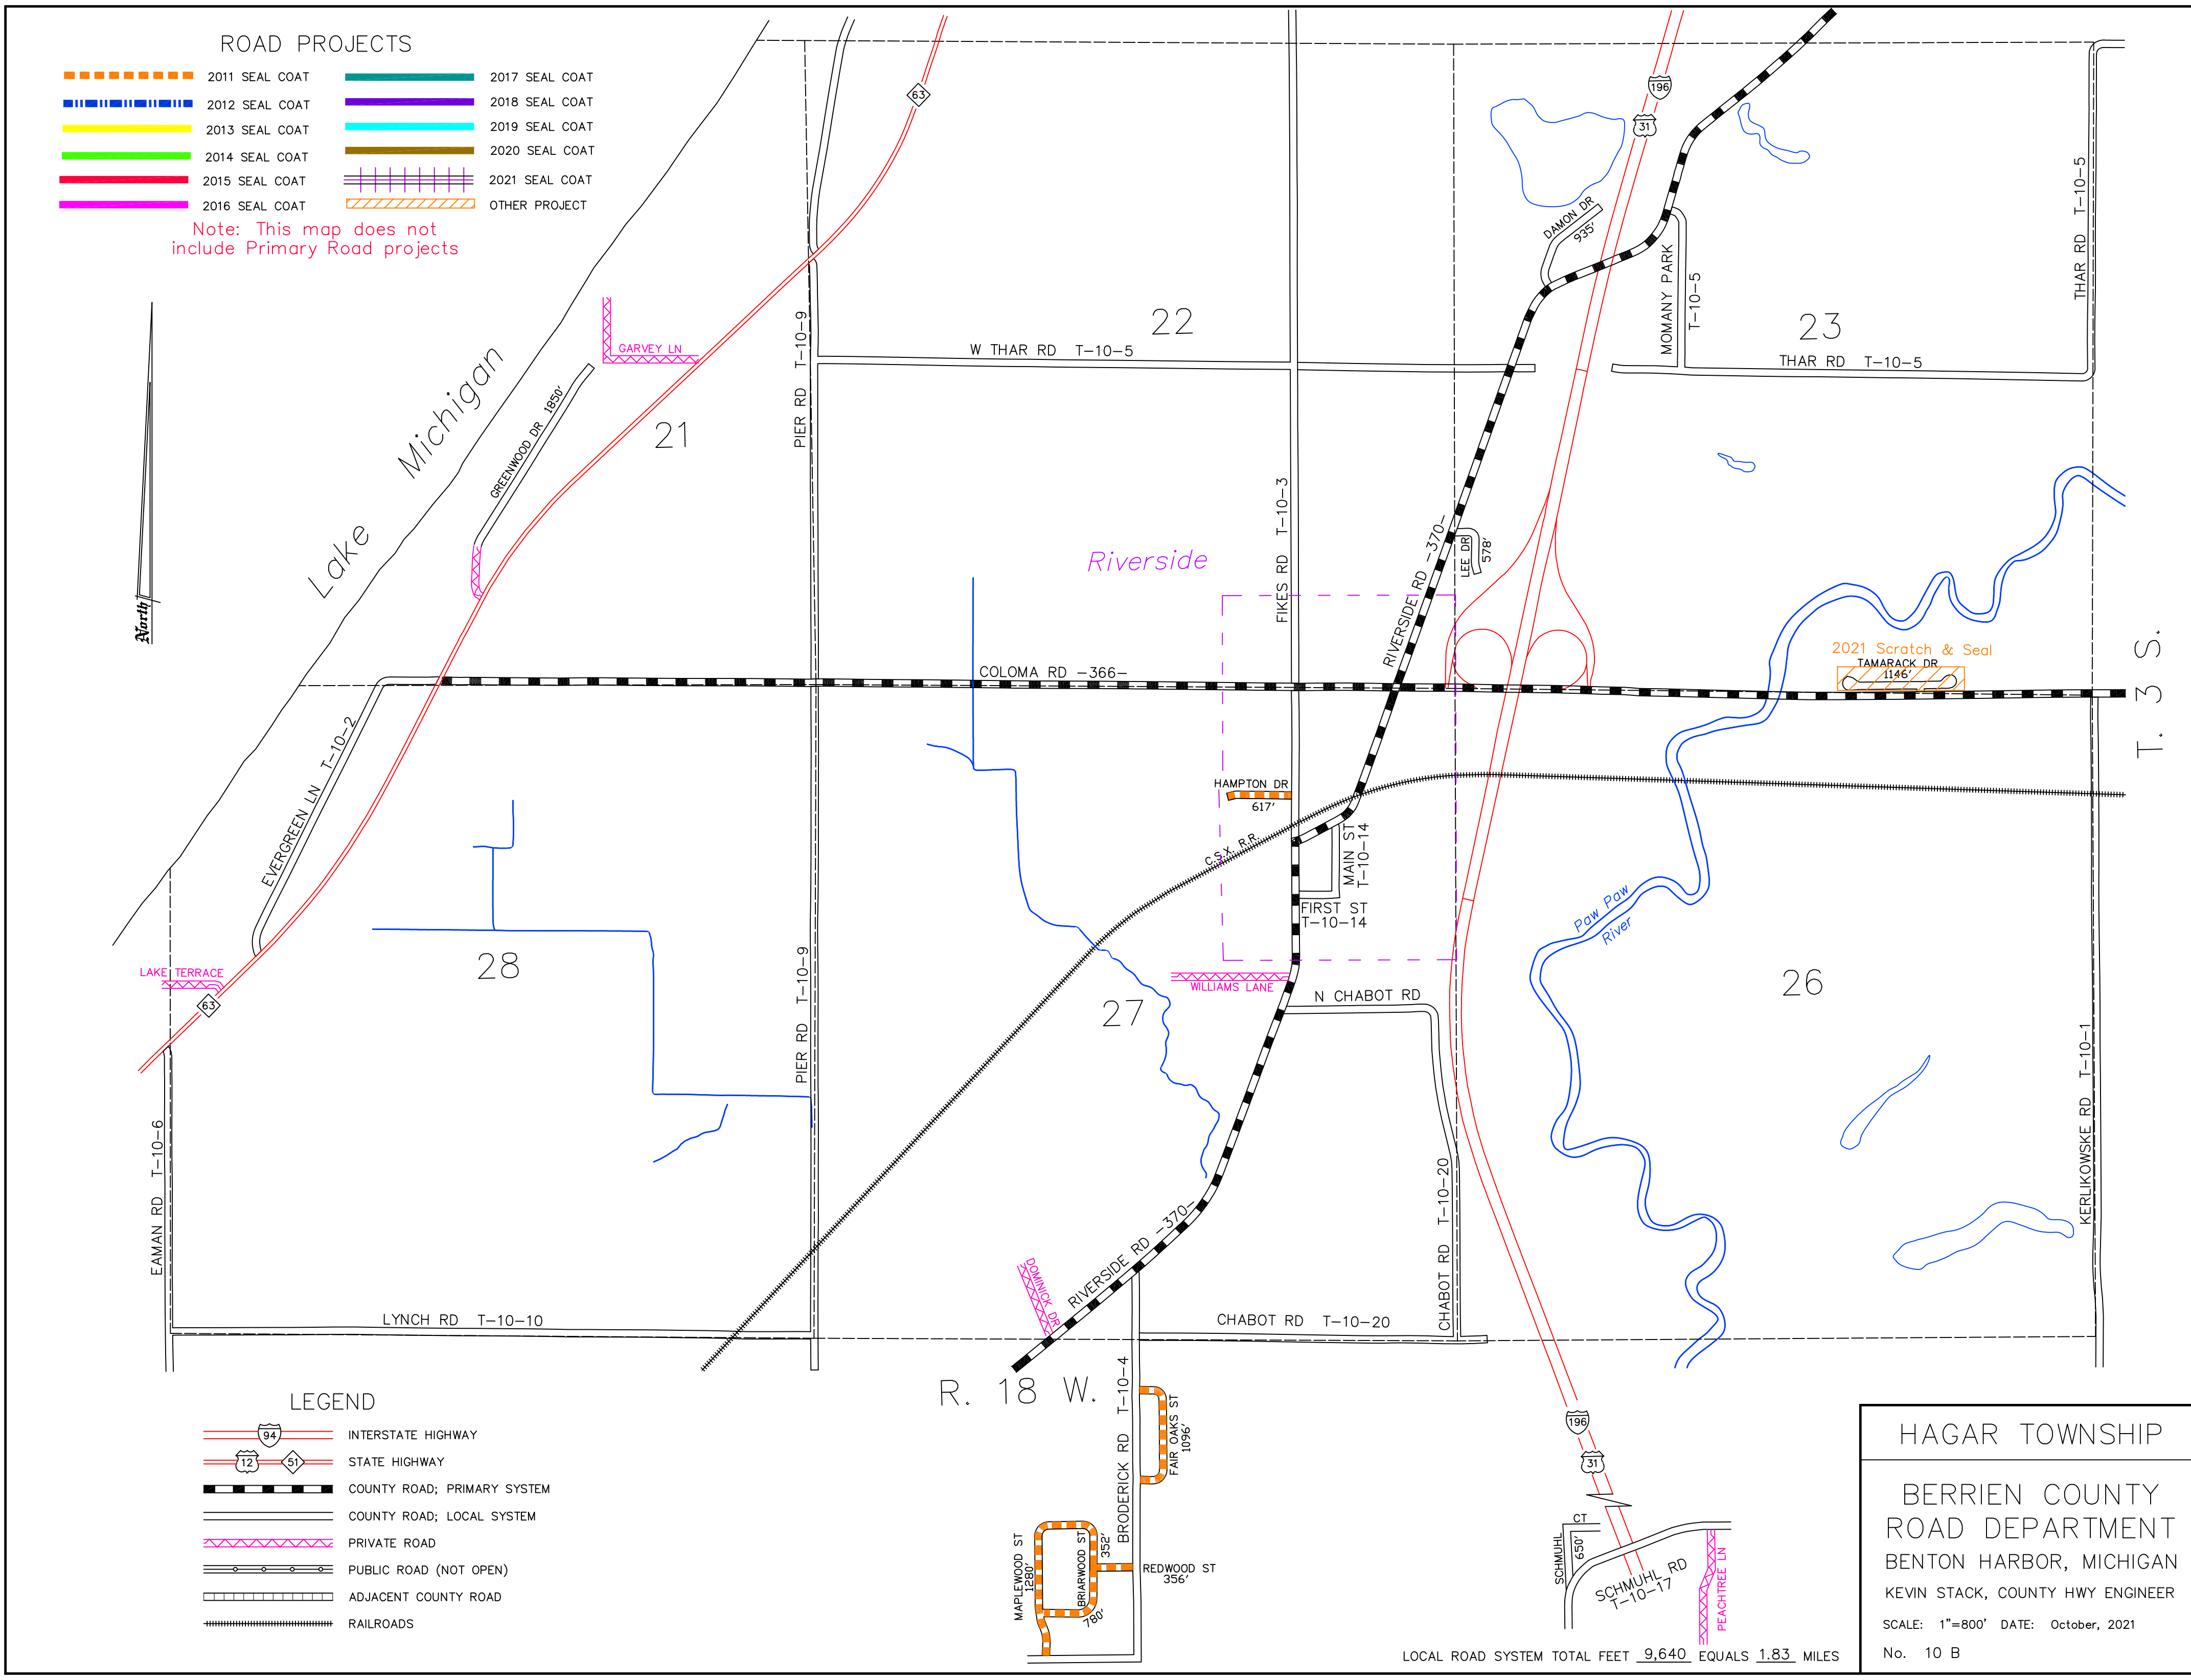 ROAD PROJECTS
2011 SEAL COAT
2012 SEAL COAT
2013 SEAL COAT
2014 SEAL COAT
2015 SEAL COAT
2016 SEAL COAT
2017 SEAL COAT
2018 SEAL COAT
2019 SEAL COAT
2020 SEAL COAT
2021 SEAL COAT
OTHER PROJECT
Note: This map does not
include Primary Road projects
63
196
31
DAMON DR
935'
MOMANY PARK
T-10-5
THAR RD T-10-5
22
23
W THAR RD T-10-5
THAR RD T-10-5
PIER RD T-10-9
GARVEY LN
GREENWOOD DR 1850'
21
Lake Michigan
North
Riverside
FIKES RD T-10-3
RIVERSIDE RD -370-
LEE DR
578'
COLOMA RD -366-
2021 Scratch & Seal
TAMARACK DR
1146'
T. 3 S.
EVERGREEN LN T-10-2
HAMPTON DR
617'
C.S.X. R.R.
MAIN ST
T-10-14
FIRST ST
T-10-14
Paw Paw
River
LAKE TERRACE
63
28
PIER RD T-10-9
27
WILLIAMS LANE
N CHABOT RD
26
KERLIKOWSKE RD T-10-1
EAMAN RD T-10-6
LYNCH RD T-10-10
DOMINICK DR
RIVERSIDE RD -370-
CHABOT RD T-10-20
CHABOT RD T-10-20
R. 18 W.
BRODERICK RD T-10-4
FAIR OAKS ST
1096'
MAPLEWOOD ST
1280'
BRIARWOOD ST
352'
780'
REDWOOD ST
356'
196
31
SCHMUHL
CT
650'
SCHMUHL RD
T-10-17
PEACHTREE LN
LEGEND
94
INTERSTATE HIGHWAY
12
51
STATE HIGHWAY
COUNTY ROAD; PRIMARY SYSTEM
COUNTY ROAD; LOCAL SYSTEM
PRIVATE ROAD
PUBLIC ROAD (NOT OPEN)
ADJACENT COUNTY ROAD
RAILROADS
LOCAL ROAD SYSTEM TOTAL FEET 9,640 EQUALS 1.83 MILES
HAGAR TOWNSHIP
BERRIEN COUNTY
ROAD DEPARTMENT
BENTON HARBOR, MICHIGAN
KEVIN STACK, COUNTY HWY ENGINEER
SCALE: 1"=800' DATE: October, 2021
No. 10 B